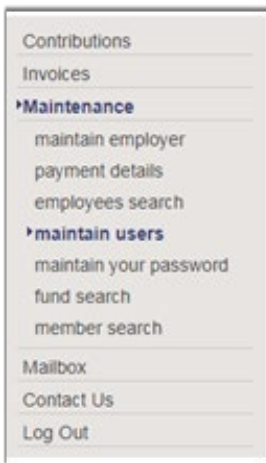 Contributions
Invoices
Maintenance
maintain employer
payment details
employees search
maintain users
maintain your password
fund search
member search
Mailbox
Contact Us
Log Out